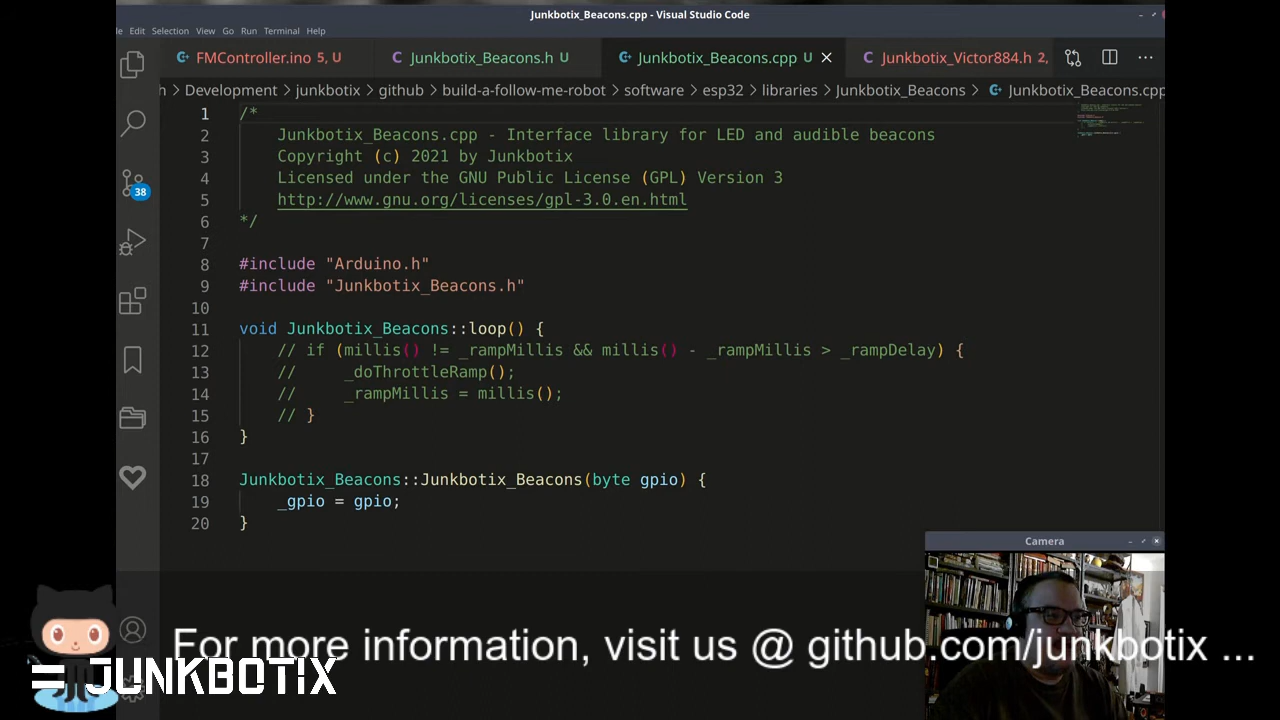 Junkbotix_Beacons.cpp - Visual Studio Code
Edit Selection View Go Run Terminal Help
FMController.ino 5, U
Junkbotix_Beacons.h U
Junkbotix_Beacons.cpp U
Junkbotix_Victor884.h 2,
h > Development > junkbotix > github > build-a-follow-me-robot > software > esp32 > libraries > Junkbotix_Beacons > Junkbotix_Beacons.cpp
1 /*
2 Junkbotix_Beacons.cpp - Interface library for LED and audible beacons
3 Copyright (c) 2021 by Junkbotix
4 Licensed under the GNU Public License (GPL) Version 3
5 http://www.gnu.org/licenses/gpl-3.0.en.html
6 */
7
8 #include "Arduino.h"
9 #include "Junkbotix_Beacons.h"
10
11 void Junkbotix_Beacons::loop() {
12 // if (millis() != _rampMillis && millis() - _rampMillis > _rampDelay) {
13 // _doThrottleRamp();
14 // _rampMillis = millis();
15 // }
16 }
17
18 Junkbotix_Beacons::Junkbotix_Beacons(byte gpio) {
19 _gpio = gpio;
20 }
38
Camera
For more information, visit us @ github.com/junkbotix ...
JUNKBOTIX